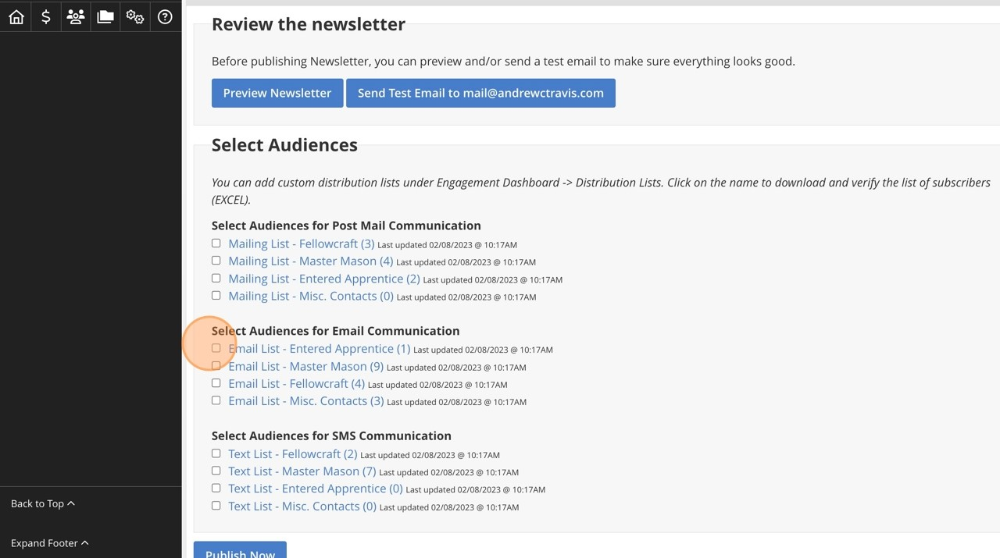 Review the newsletter
Before publishing Newsletter, you can preview and/or send a test email to make sure everything looks good.
Preview Newsletter
Send Test Email to mail@andrewctravis.com
Select Audiences
You can add custom distribution lists under Engagement Dashboard -> Distribution Lists. Click on the name to download and verify the list of subscribers
(EXCEL).
Select Audiences for Post Mail Communication
Mailing List - Fellowcraft (3) Last updated 02/08/2023 @ 10:17AM
Mailing List - Master Mason (4) Last updated 02/08/2023 @ 10:17AM
Mailing List - Entered Apprentice (2) Last updated 02/08/2023 @ 10:17AM
Mailing List - Misc. Contacts (0) Last updated 02/08/2023 @ 10:17AM
Select Audiences for Email Communication
Email List - Entered Apprentice (1) Last updated 02/08/2023 @ 10:17AM
Email List - Master Mason (9) Last updated 02/08/2023 @ 10:17AM
Email List - Fellowcraft (4) Last updated 02/08/2023 @ 10:17AM
Email List - Misc. Contacts (3) Last updated 02/08/2023 @ 10:17AM
Select Audiences for SMS Communication
Text List - Fellowcraft (2) Last updated 02/08/2023 @ 10:17AM
Text List - Master Mason (7) Last updated 02/08/2023 @ 10:17AM
Text List - Entered Apprentice (0) Last updated 02/08/2023 @ 10:17AM
Text List - Misc. Contacts (0) Last updated 02/08/2023 @ 10:17AM
Publish Now
Back to Top
Expand Footer